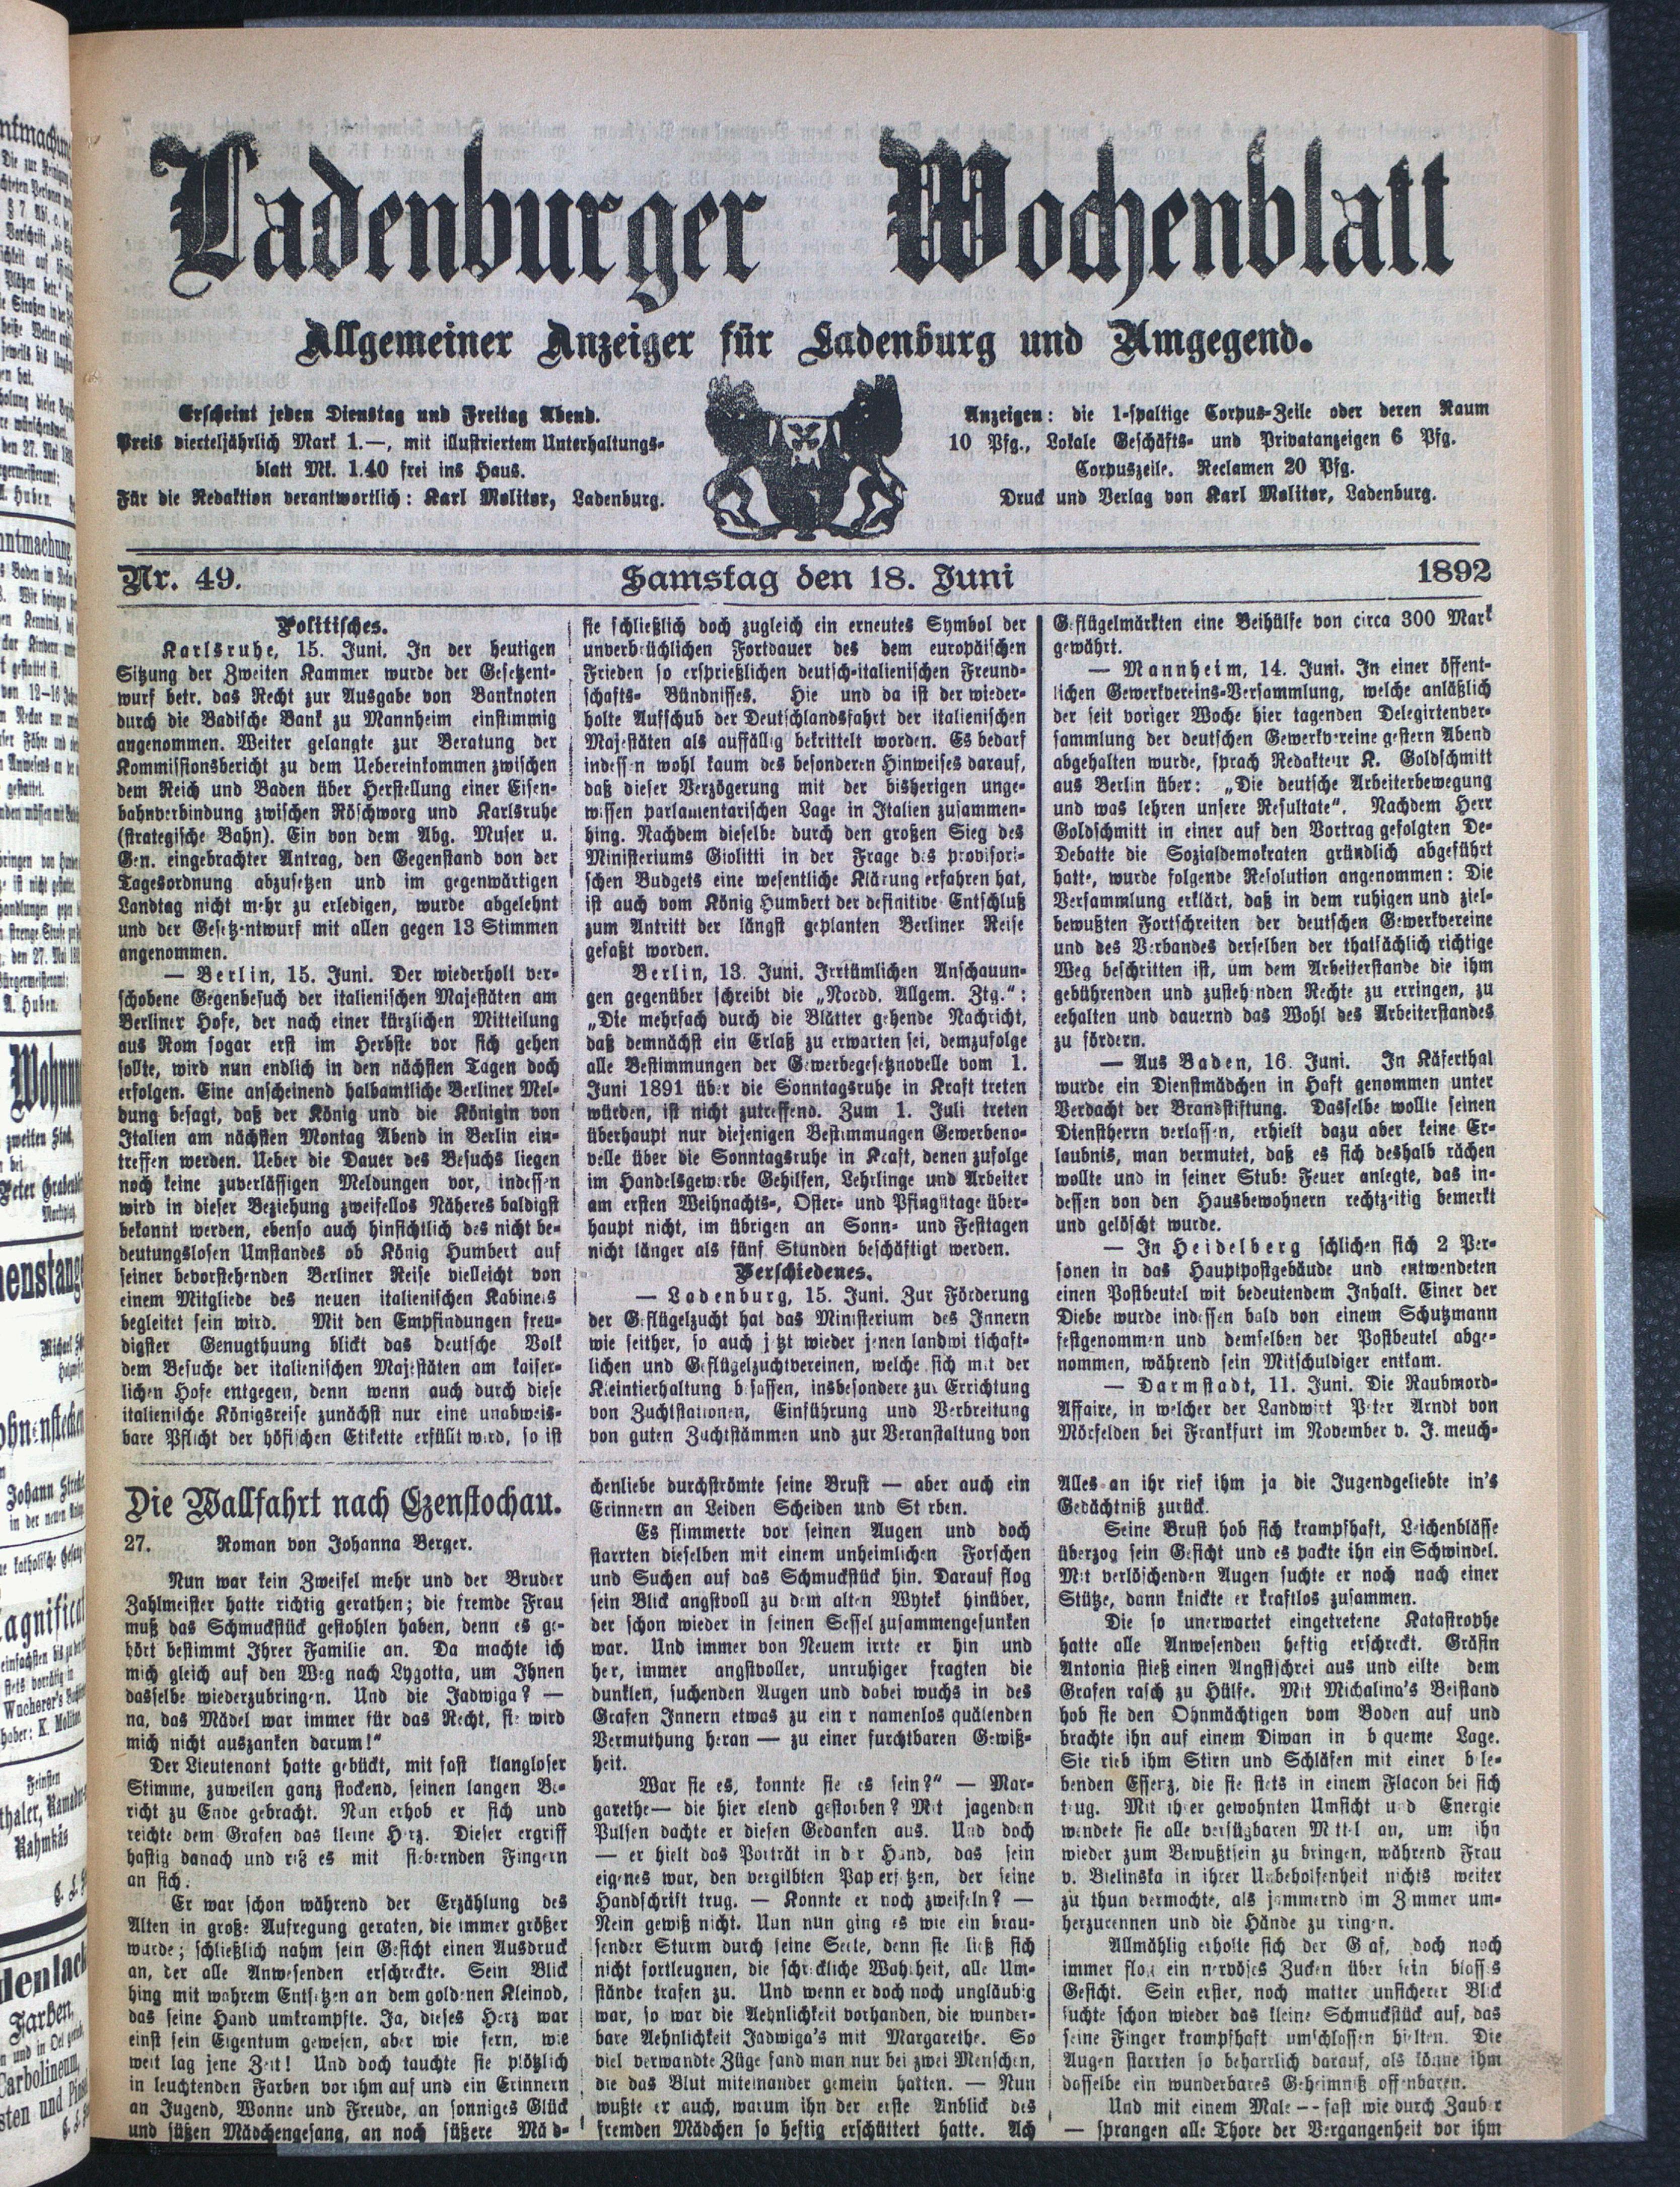 Ladenburger Wochenblatt
Allgemeiner Anzeiger für Ladenburg und Umgegend.
Erscheint jeden Dienstag und Freitag Abend.
Preis vierteljährlich Mark 1.—, mit illustriertem Unterhaltungs-
blatt Mk. 1.40 frei ins Haus.
Für die Redaktion verantwortlich: Karl Molitor, Ladenburg.
Anzeigen: die 1-spaltige Corpus-Zeile oder deren Raum
10 Pfg., Lokale Geschäfts- und Privatanzeigen 6 Pfg.
Corpuszeile. Reclamen 20 Pfg.
Druck und Verlag von Karl Molitor, Ladenburg.
Nr. 49. Samstag den 18. Juni 1892
Politisches.
Karlsruhe, 15. Juni. In der heutigen
Sitzung der Zweiten Kammer wurde der Gesetzent-
wurf betr. das Recht zur Ausgabe von Banknoten
durch die Badische Bank zu Mannheim einstimmig
angenommen. Weiter gelangte zur Beratung der
Kommissionsbericht zu dem Uebereinkommen zwischen
dem Reich und Baden über Herstellung einer Eisen-
bahnverbindung zwischen Röschworg und Karlsruhe
(strategische Bahn). Ein von dem Abg. Muser u.
Gen. eingebrachter Antrag, den Gegenstand von der
Tagesordnung abzusetzen und im gegenwärtigen
Landtag nicht mehr zu erledigen, wurde abgelehnt
und der Gesetzentwurf mit allen gegen 13 Stimmen
angenommen.
— Berlin, 15. Juni. Der wiederholt ver-
schobene Gegenbesuch der italienischen Majestäten am
Berliner Hofe, der nach einer kürzlichen Mitteilung
aus Rom sogar erst im Herbste vor sich gehen
sollte, wird nun endlich in den nächsten Tagen doch
erfolgen. Eine anscheinend halbamtliche Berliner Mel-
dung besagt, daß der König und die Königin von
Italien am nächsten Montag Abend in Berlin ein-
treffen werden. Ueber die Dauer des Besuchs liegen
noch keine zuverlässigen Meldungen vor, indessen
wird in dieser Beziehung zweifellos Näheres baldigst
bekannt werden, ebenso auch hinsichtlich des nicht be-
deutungslosen Umstandes ob König Humbert auf
seiner bevorstehenden Berliner Reise vielleicht von
einem Mitgliede des neuen italienischen Kabinets
begleitet sein wird. Mit den Empfindungen freu-
digster Genugthuung blickt das deutsche Volk
dem Besuche der italienischen Majestäten am kaiser-
lichen Hofe entgegen, denn wenn auch durch diese
italienische Königsreise zunächst nur eine unabweis-
bare Pflicht der höfischen Etikette erfüllt wird, so ist
sie schließlich doch zugleich ein erneutes Symbol der
unverbrüchlichen Fortdauer des dem europäischen
Frieden so ersprießlichen deutsch-italienischen Freund-
schafts- Bündnisses. Hie und da ist der wieder-
holte Aufschub der Deutschlandsfahrt der italienischen
Majestäten als auffällig bekrittelt worden. Es bedarf
indessen wohl kaum des besonderen Hinweises darauf,
daß dieser Verzögerung mit der bisherigen unge-
wissen parlamentarischen Lage in Italien zusammen-
hing. Nachdem dieselbe durch den großen Sieg des
Ministeriums Giolitti in der Frage des provisori-
schen Budgets eine wesentliche Klärung erfahren hat,
ist auch vom König Humbert der definitive Entschluß
zum Antritt der längst geplanten Berliner Reise
gefaßt worden.
Berlin, 13. Juni. Irrtümlichen Anschauun-
gen gegenüber schreibt die „Nordd. Allgem. Ztg.“:
„Die mehrfach durch die Blätter gehende Nachricht,
daß demnächst ein Erlaß zu erwarten sei, demzufolge
alle Bestimmungen der Gewerbegesetznovelle vom 1.
Juni 1891 über die Sonntagsruhe in Kraft treten
würden, ist nicht zutreffend. Zum 1. Juli treten
überhaupt nur diejenigen Bestimmungen Gewerbeno-
velle über die Sonntagsruhe in Kraft, denen zufolge
im Handelsgewerbe Gehilfen, Lehrlinge und Arbeiter
am ersten Weihnachts-, Oster- und Pfingsttage über-
haupt nicht, im übrigen an Sonn- und Festtagen
nicht länger als fünf Stunden beschäftigt werden.
Verschiedenes.
— Ladenburg, 15. Juni. Zur Förderung
der Geflügelzucht hat das Ministerium des Innern
wie seither, so auch jetzt wieder jenen landwirtschaft-
lichen und Geflügelzuchtvereinen, welche sich mit der
Kleintierhaltung befassen, insbesondere zur Errichtung
von Zuchtstationen, Einführung und Verbreitung
von guten Zuchtstämmen und zur Veranstaltung von
Geflügelmärkten eine Beihülfe von circa 300 Mark
gewährt.
— Mannheim, 14. Juni. In einer öffent-
lichen Gewerkvereins-Versammlung, welche anläßlich
der seit voriger Woche hier tagenden Delegirtenver-
sammlung der deutschen Gewerkvereine gestern Abend
abgehalten wurde, sprach Redakteur K. Goldschmitt
aus Berlin über: „Die deutsche Arbeiterbewegung
und was lehren unsere Resultate“. Nachdem Herr
Goldschmitt in einer auf den Vortrag gefolgten De-
Debatte die Sozialdemokraten gründlich abgeführt
hatte, wurde folgende Resolution angenommen: Die
Versammlung erklärt, daß in dem ruhigen und ziel-
bewußten Fortschreiten der deutschen Gewerkvereine
und des Verbandes derselben der thatsächlich richtige
Weg beschritten ist, um dem Arbeiterstande die ihm
gebührenden und zustehenden Rechte zu erringen, zu
erhalten und dauernd das Wohl des Arbeiterstandes
zu fördern.
— Aus Baden, 16. Juni. In Käferthal
wurde ein Dienstmädchen in Haft genommen unter
Verdacht der Brandstiftung. Dasselbe wollte seinen
Dienstherrn verlassen, erhielt dazu aber keine Er-
laubnis, man vermutet, daß es sich deshalb rächen
wollte und in seiner Stube Feuer anlegte, das in-
dessen von den Hausbewohnern rechtzeitig bemerkt
und gelöscht wurde.
— In Heidelberg schlichen sich 2 Per-
sonen in das Hauptpostgebäude und entwendeten
einen Postbeutel wit bedeutendem Inhalt. Einer der
Diebe wurde indessen bald von einem Schutzmann
festgenommen und demselben der Postbeutel abge-
nommen, während sein Mitschuldiger entkam.
— Darmstadt, 11. Juni. Die Raubmord-
Affaire, in welcher der Landwirt Peter Arndt von
Mörfelden bei Frankfurt im November v. J. meuch-
Die Wallfahrt nach Czenstochau.
27. Roman von Johanna Berger.
Nun war kein Zweifel mehr und der Bruder
Zahlmeister hatte richtig gerathen; die fremde Frau
muß das Schmuckstück gestohlen haben, denn es ge-
hört bestimmt Ihrer Familie an. Da machte ich
mich gleich auf den Weg nach Lygotta, um Ihnen
dasselbe wiederzubringen. Und die Jadwiga? —
na, das Mädel war immer für das Recht, sie wird
mich nicht auszanken darum!“
Der Lieutenant hatte gebückt, mit fast klangloser
Stimme, zuweilen ganz stockend, seinen langen Be-
richt zu Ende gebracht. Nun erhob er sich und
reichte dem Grafen das kleine Herz. Dieser ergriff
hastig danach und riß es mit fiebernden Fingern
an sich.
Er war schon während der Erzählung des
Alten in große Aufregung geraten, die immer größer
wurde; schließlich nahm sein Gesicht einen Ausdruck
an, der alle Anwesenden erschreckte. Sein Blick
hing mit wahrem Entsetzen an dem goldenen Kleinod,
das seine Hand umkrampfte. Ja, dieses Herz war
einst sein Eigentum gewesen, aber wie fern, wie
weit lag jene Zeit! Und doch tauchte sie plötzlich
in leuchtenden Farben vor ihm auf und ein Erinnern
an Jugend, Wonne und Freude, an sonniges Glück
und süßen Mädchengesang, an noch süßere Mäd-
chenliebe durchströmte seine Brust — aber auch ein
Erinnern an Leiden Scheiden und Sterben.
Es flimmerte vor seinen Augen und doch
starrten dieselben mit einem unheimlichen Forschen
und Suchen auf das Schmuckstück hin. Darauf flog
sein Blick angstvoll zu dem alten Wytek hinüber,
der schon wieder in seinen Sessel zusammengesunken
war. Und immer von Neuem irrte er hin und
her, immer angstvoller, unruhiger fragten die
dunklen, suchenden Augen und dabei wuchs in des
Grafen Innern etwas zu einer namenlos quälenden
Vermuthung heran — zu einer furchtbaren Gewiß-
heit.
War sie es, konnte sie es sein?“ — Mar-
garethe— die hier elend gestorben? Mit jagenden
Pulsen dachte er diesen Gedanken aus. Und doch
— er hielt das Porträt in der Hand, das sein
eigenes war, den vergilbten Papierfetzen, der seine
Handschrift trug. — Konnte er noch zweifeln? —
Nein gewiß nicht. Nun nun ging es wie ein brau-
sender Sturm durch seine Seele, denn sie ließ sich
nicht fortleugnen, die schreckliche Wahrheit, alle Um-
stände trafen zu. Und wenn er doch noch ungläubig
war, so war die Aehnlichkeit vorhanden, die wunder-
bare Aehnlichkeit Jadwiga's mit Margarethe. So
viel verwandte Züge fand man nur bei zwei Menschen,
die das Blut miteinander gemein hatten. — Nun
wußte er auch, warum ihn der erste Anblick des
fremden Mädchen so heftig erschüttert hatte. Ach
Alles an ihr rief ihm ja die Jugendgeliebte in's
Gedächtniß zurück.
Seine Brust hob sich krampfhaft, Leichenblässe
überzog sein Gesicht und es packte ihn ein Schwindel.
Mit verlöschenden Augen suchte er noch nach einer
Stütze, dann knickte er kraftlos zusammen.
Die so unerwartet eingetretene Katastrophe
hatte alle Anwesenden heftig erschreckt. Gräfin
Antonia stieß einen Angstschrei aus und eilte dem
Grafen rasch zu Hülfe. Mit Michalina's Beistand
hob sie den Ohnmächtigen vom Boden auf und
brachte ihn auf einem Diwan in bequeme Lage.
Sie rieb ihm Stirn und Schläfen mit einer bele-
benden Essenz, die sie stets in einem Flacon bei sich
trug. Mit ihrer gewohnten Umsicht und Energie
wendete sie alle verfügbaren Mittel an, um ihn
wieder zum Bewußtsein zu bringen, während Frau
v. Bielinska in ihrer Unbeholfenheit nichts weiter
zu thun vermochte, als jammernd im Zimmer um-
herzurennen und die Hände zu ringen.
Allmählig erholte sich der Graf, doch noch
immer flog ein nervöses Zucken über sein blasses
Gesicht. Sein erster, noch matter unsicherer Blick
suchte schon wieder das kleine Schmuckstück auf, das
seine Finger krampfhaft umschlossen hielten. Die
Augen starrten so beharrlich darauf, als könne ihm
dasselbe ein wunderbares Geheimniß offenbaren.
Und mit einem Male -- fast wie durch Zauber
— sprangen alle Thore der Vergangenheit vor ihm